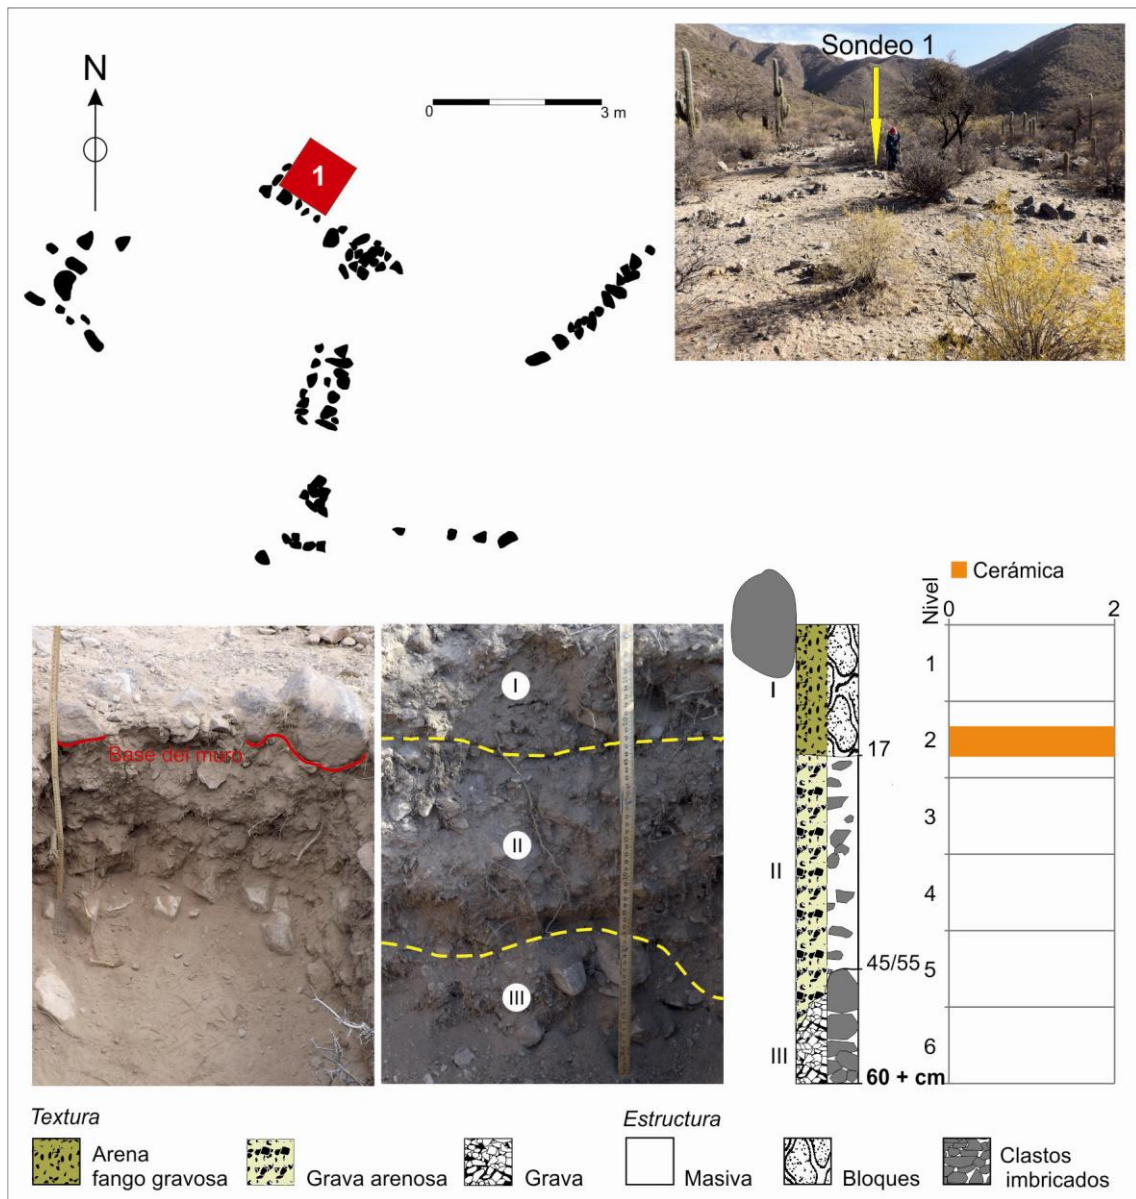 N
0
3 m
1
Sondeo 1
Base del muro
I
II
III
I
17
II
45/55
III
60 + cm
Cerámica
Nivel
0
2
1
2
3
4
5
6
Textura
Arena
fango gravosa
Grava arenosa
Grava
Estructura
Masiva
Bloques
Clastos
imbricados